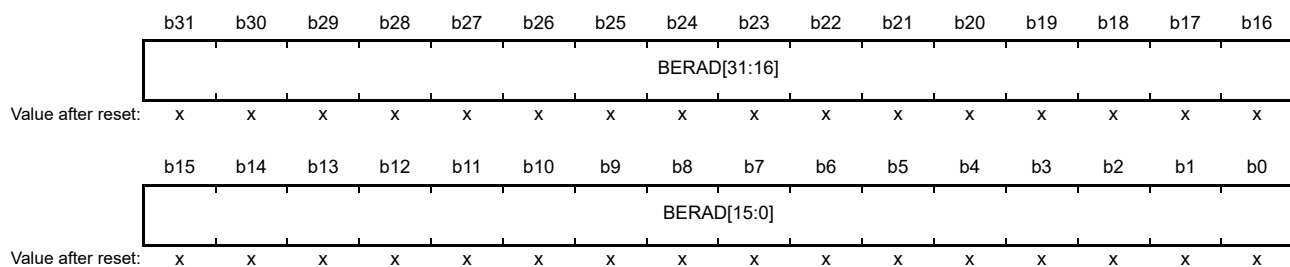 b31 b30 b29 b28 b27 b26 b25 b24 b23 b22 b21 b20 b19 b18 b17 b16
BERAD[31:16]
Value after reset: x x x x x x x x x x x x x x x x
b15 b14 b13 b12 b11 b10 b9 b8 b7 b6 b5 b4 b3 b2 b1 b0
BERAD[15:0]
Value after reset: x x x x x x x x x x x x x x x x